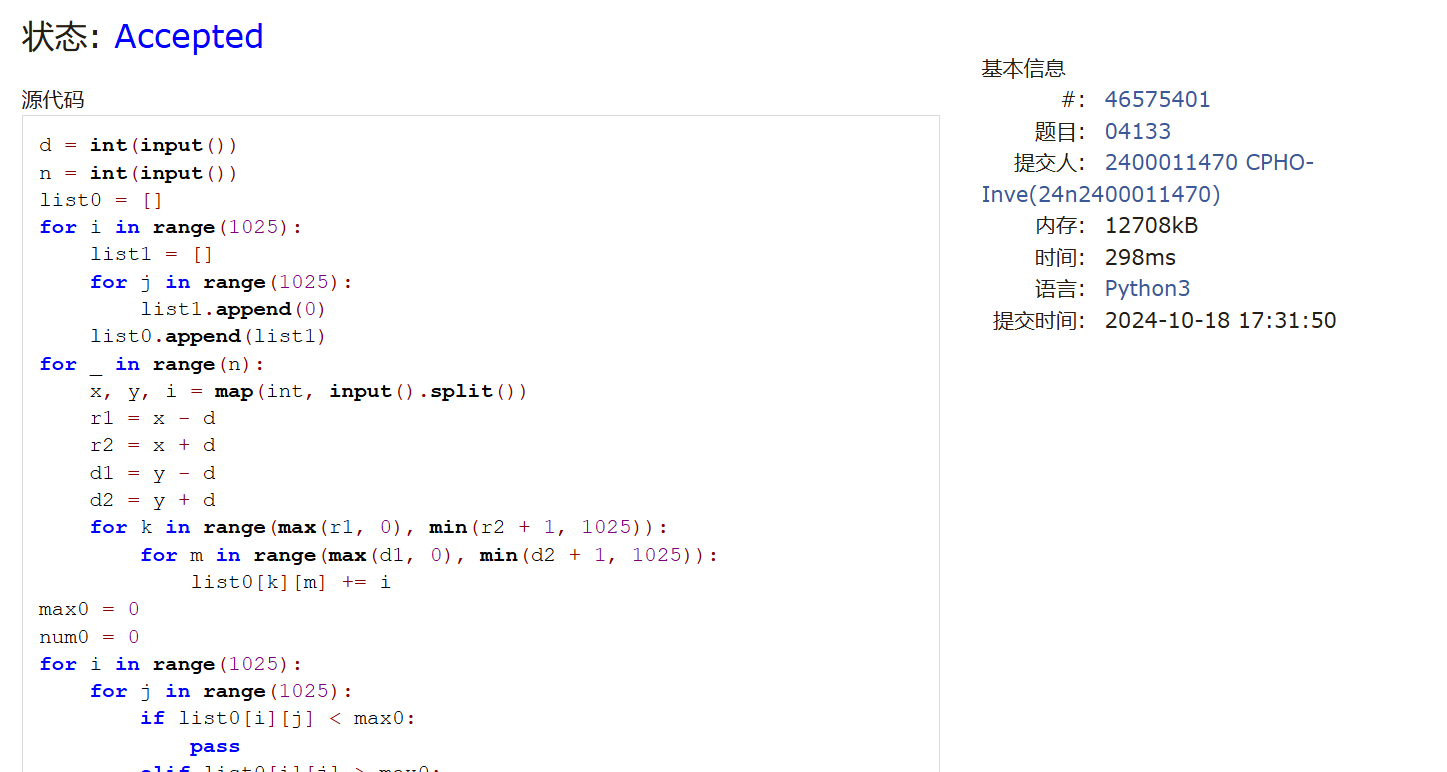 状态: Accepted
源代码
d = int(input())
n = int(input())
list0 = []
for i in range(1025):
    list1 = []
    for j in range(1025):
        list1.append(0)
    list0.append(list1)
for _ in range(n):
    x, y, i = map(int, input().split())
    r1 = x - d
    r2 = x + d
    d1 = y - d
    d2 = y + d
    for k in range(max(r1, 0), min(r2 + 1, 1025)):
        for m in range(max(d1, 0), min(d2 + 1, 1025)):
            list0[k][m] += i
max0 = 0
num0 = 0
for i in range(1025):
    for j in range(1025):
        if list0[i][j] < max0:
            pass
        elif list0[i][j] > max0:
基本信息
#: 46575401
题目: 04133
提交人: 2400011470 CPHO-
Inve(24n2400011470)
内存: 12708kB
时间: 298ms
语言: Python3
提交时间: 2024-10-18 17:31:50